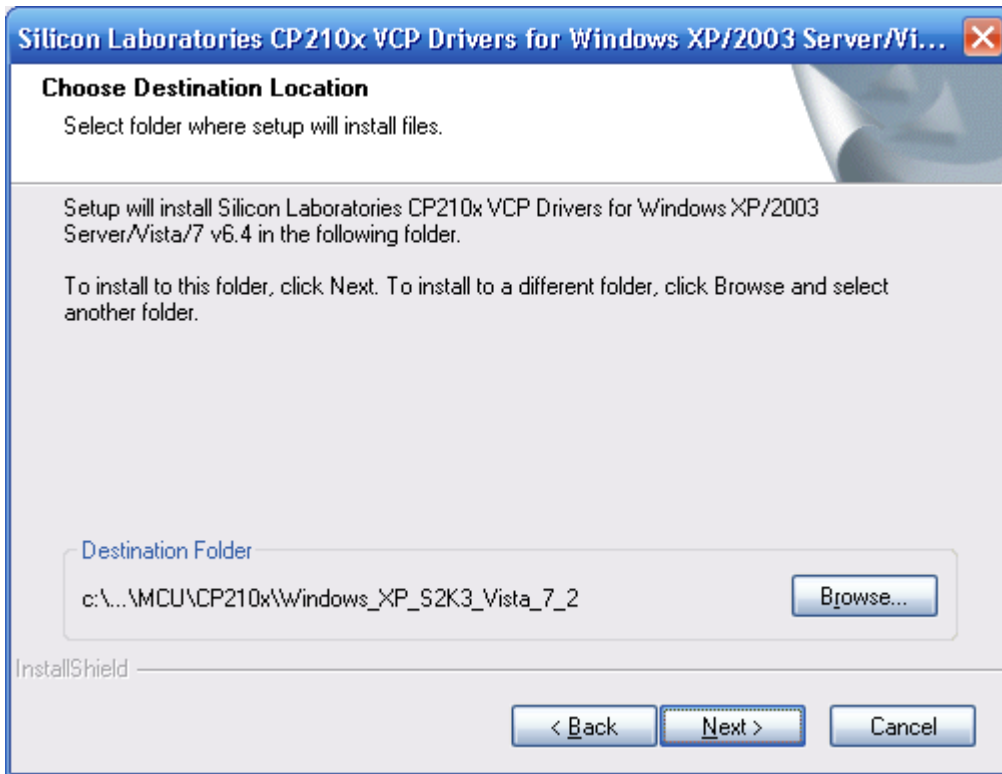 Silicon Laboratories CP210x VCP Drivers for Windows XP/2003 Server/Vi...
Choose Destination Location
Select folder where setup will install files.
Setup will install Silicon Laboratories CP210x VCP Drivers for Windows XP/2003
Server/Vista/7 v6.4 in the following folder.
To install to this folder, click Next. To install to a different folder, click Browse and select
another folder.
Destination Folder
c:\...\MCU\CP210x\Windows_XP_S2K3_Vista_7_2
Browse...
InstallShield
< Back
Next >
Cancel